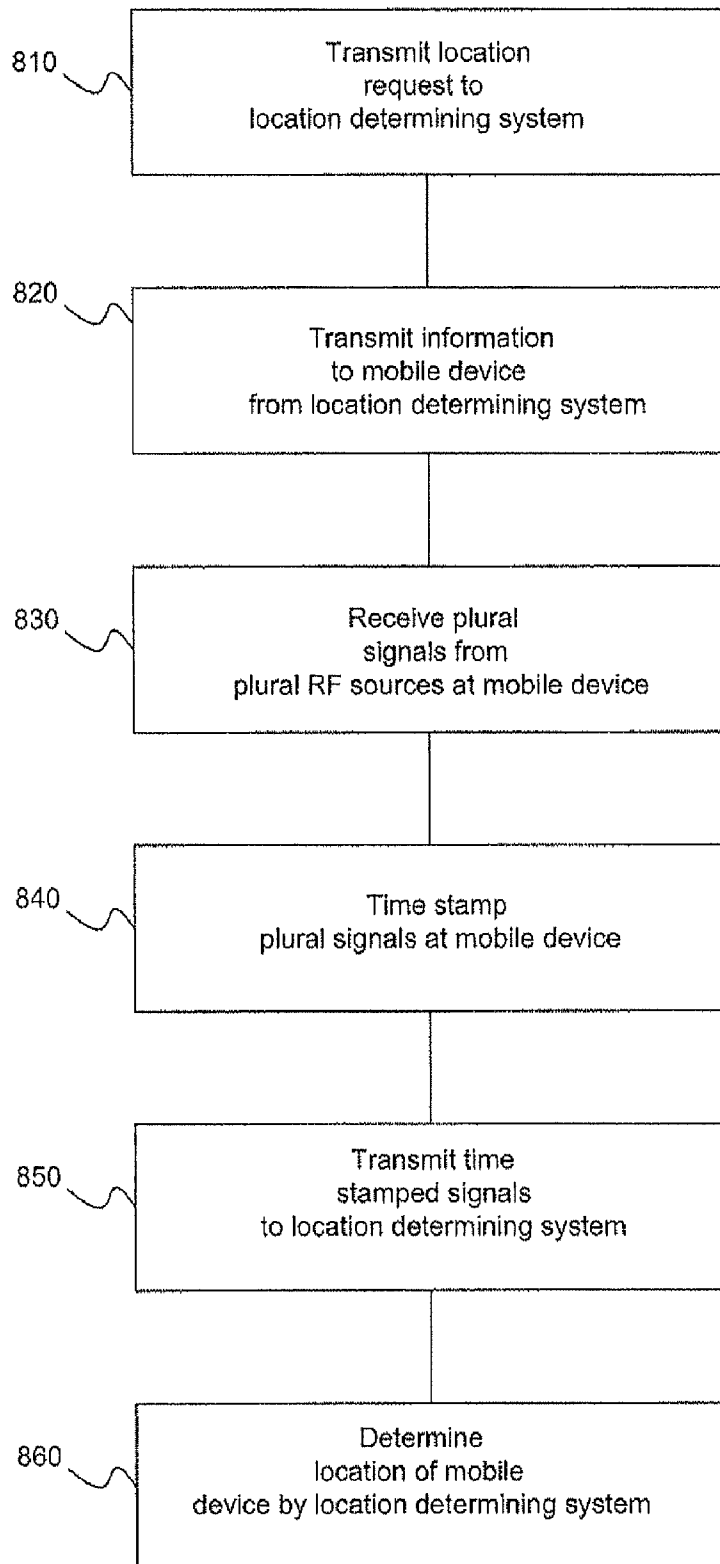 810
Transmit location
request to
location determining system
820
Transmit information
to mobile device
from location determining system
830
Receive plural
signals from
plural RF sources at mobile device
840
Time stamp
plural signals at mobile device
850
Transmit time
stamped signals
to location determining system
860
Determine
location of mobile
device by location determining system